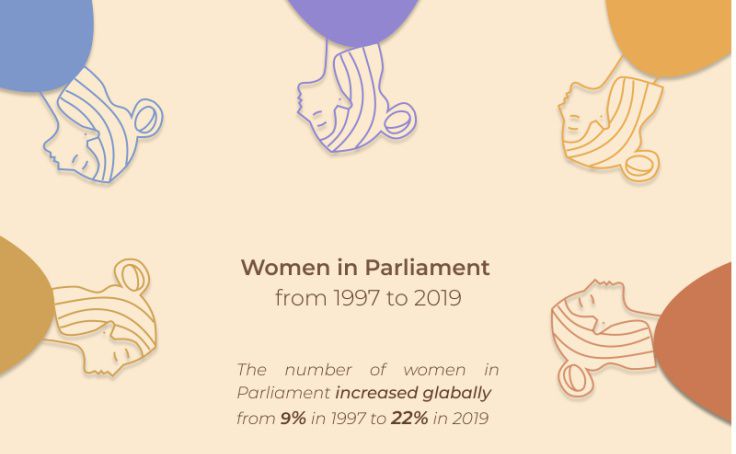 Women in Parliament
from 1997 to 2019
The number of women in
Parliament increased glabally
from 9% in 1997 to 22% in 2019